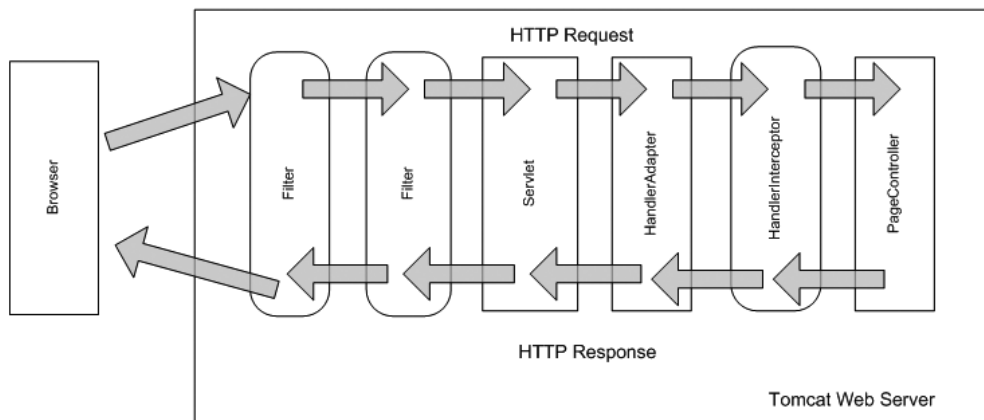 HTTP Request
Browser
Filter
Filter
Servlet
HandlerAdapter
HandlerInterceptor
PageController
HTTP Response
Tomcat Web Server